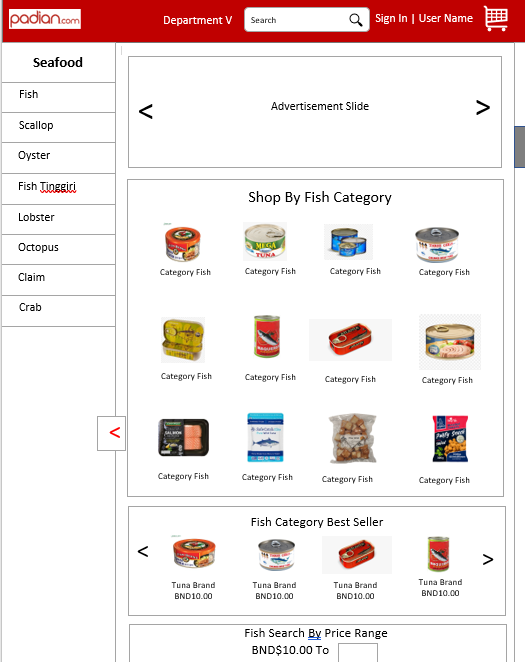 padian.com
Department V
Search
Sign In | User Name
Seafood
Fish
Scallop
Oyster
Fish Tinggiri
Lobster
Octopus
Claim
Crab
<
<
Advertisement Slide
>
Shop By Fish Category
MEGA
TUNA
Category Fish
Category Fish
Category Fish
Category Fish
Category Fish
Category Fish
Category Fish
Category Fish
SALMON
Category Fish
Category Fish
Category Fish
Category Fish
Fish Category Best Seller
<
>
Tuna Brand
BND10.00
Tuna Brand
BND10.00
Tuna Brand
BND10.00
Tuna Brand
BND10.00
Fish Search By Price Range
BND$10.00 To